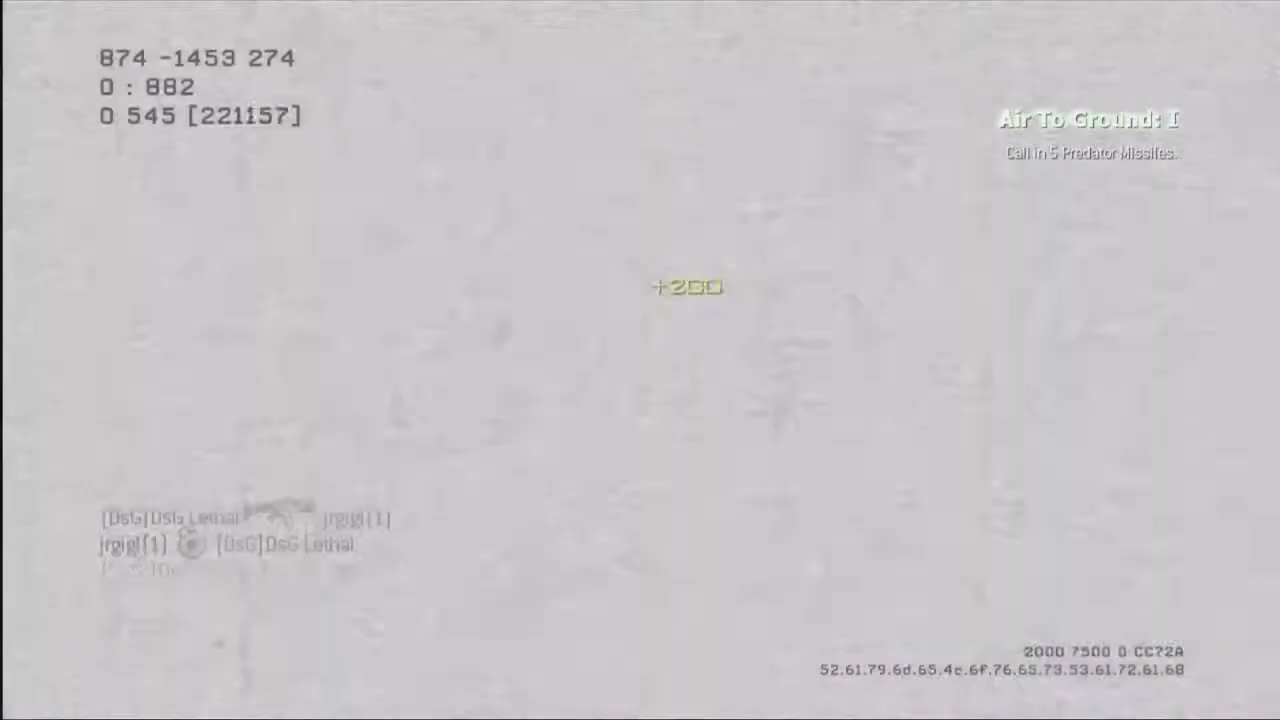 874 -1453 274
0 : 882
0 545 [221157]
Air To Ground: I
Call in 5 Predator Missiles.
+200
[DsG]DsG Lethal jrgjgl(1)
jrgjgl(1) [DsG]DsG Lethal
2000 7500 0 CC72A
52.61.79.6d.65.4c.6f.76.65.73.53.61.72.61.68